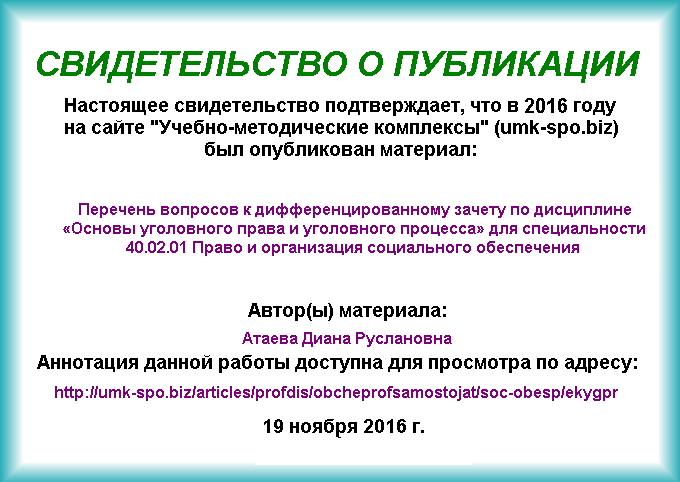 СВИДЕТЕЛЬСТВО О ПУБЛИКАЦИИ
Настоящее свидетельство подтверждает, что в 2016 году
на сайте "Учебно-методические комплексы" (umk-spo.biz)
был опубликован материал:
Перечень вопросов к дифференцированному зачету по дисциплине
«Основы уголовного права и уголовного процесса» для специальности
40.02.01 Право и организация социального обеспечения
Автор(ы) материала:
Атаева Диана Руслановна
Аннотация данной работы доступна для просмотра по адресу:
http://umk-spo.biz/articles/profdis/obcheprofsamostojat/soc-obesp/ekygpr
19 ноября 2016 г.